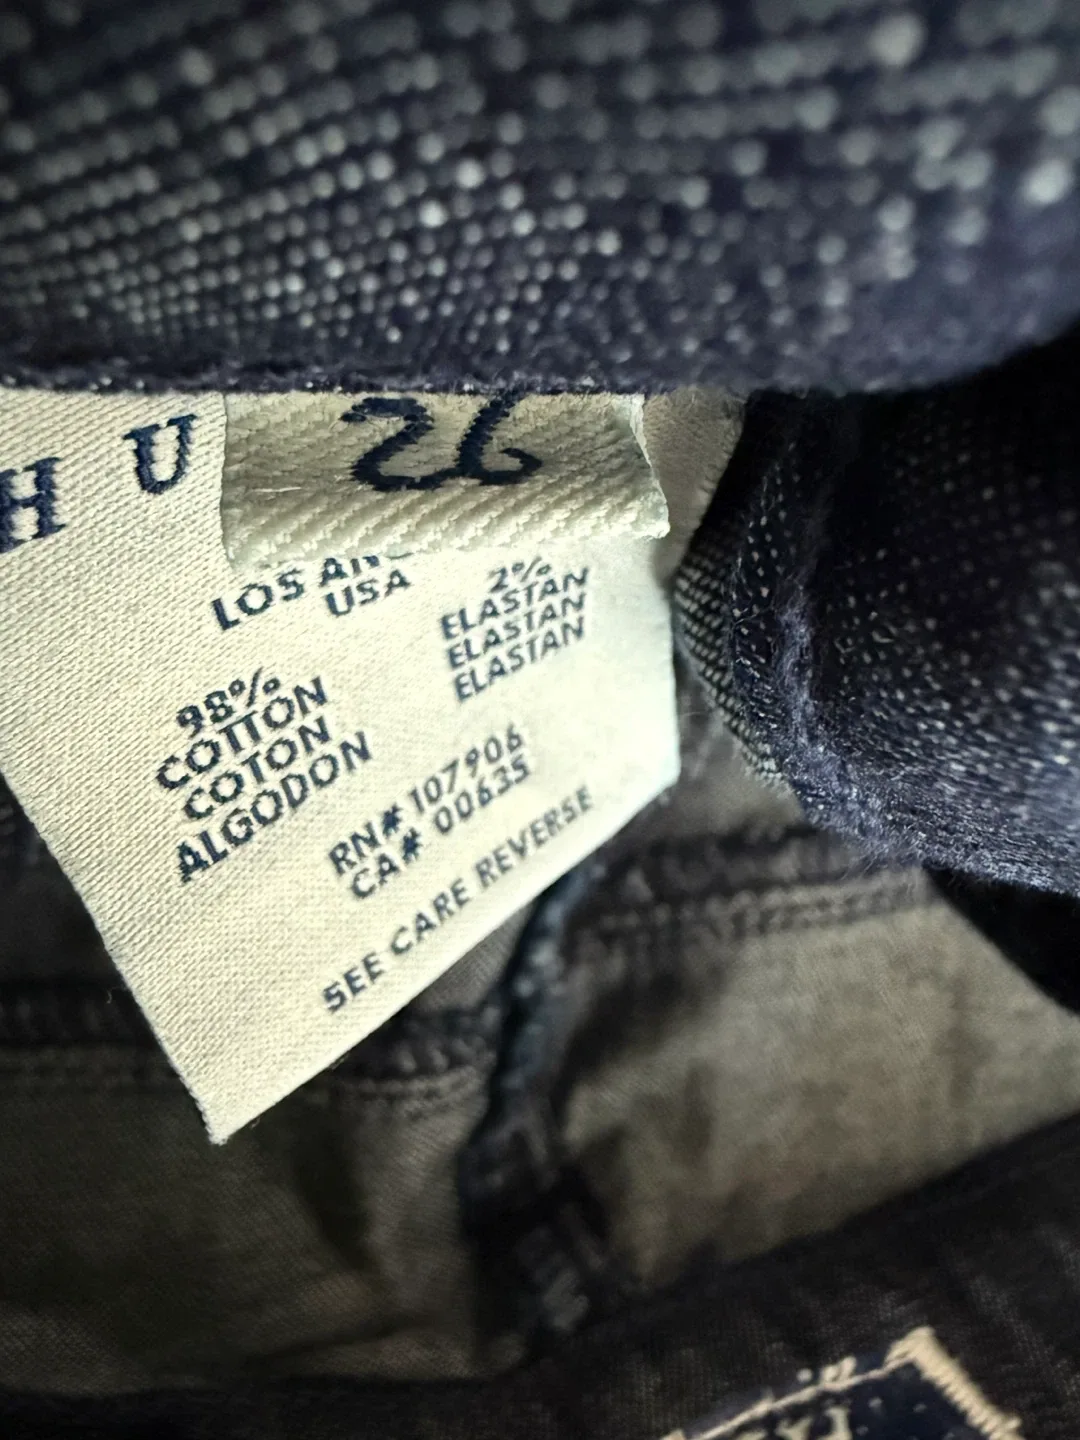 H U
26
LOS AN
USA
98%
COTTON
COTON
ALGODON
2%
ELASTAN
ELASTAN
ELASTAN
RN# 107906
CA# 00635
SEE CARE REVERSE